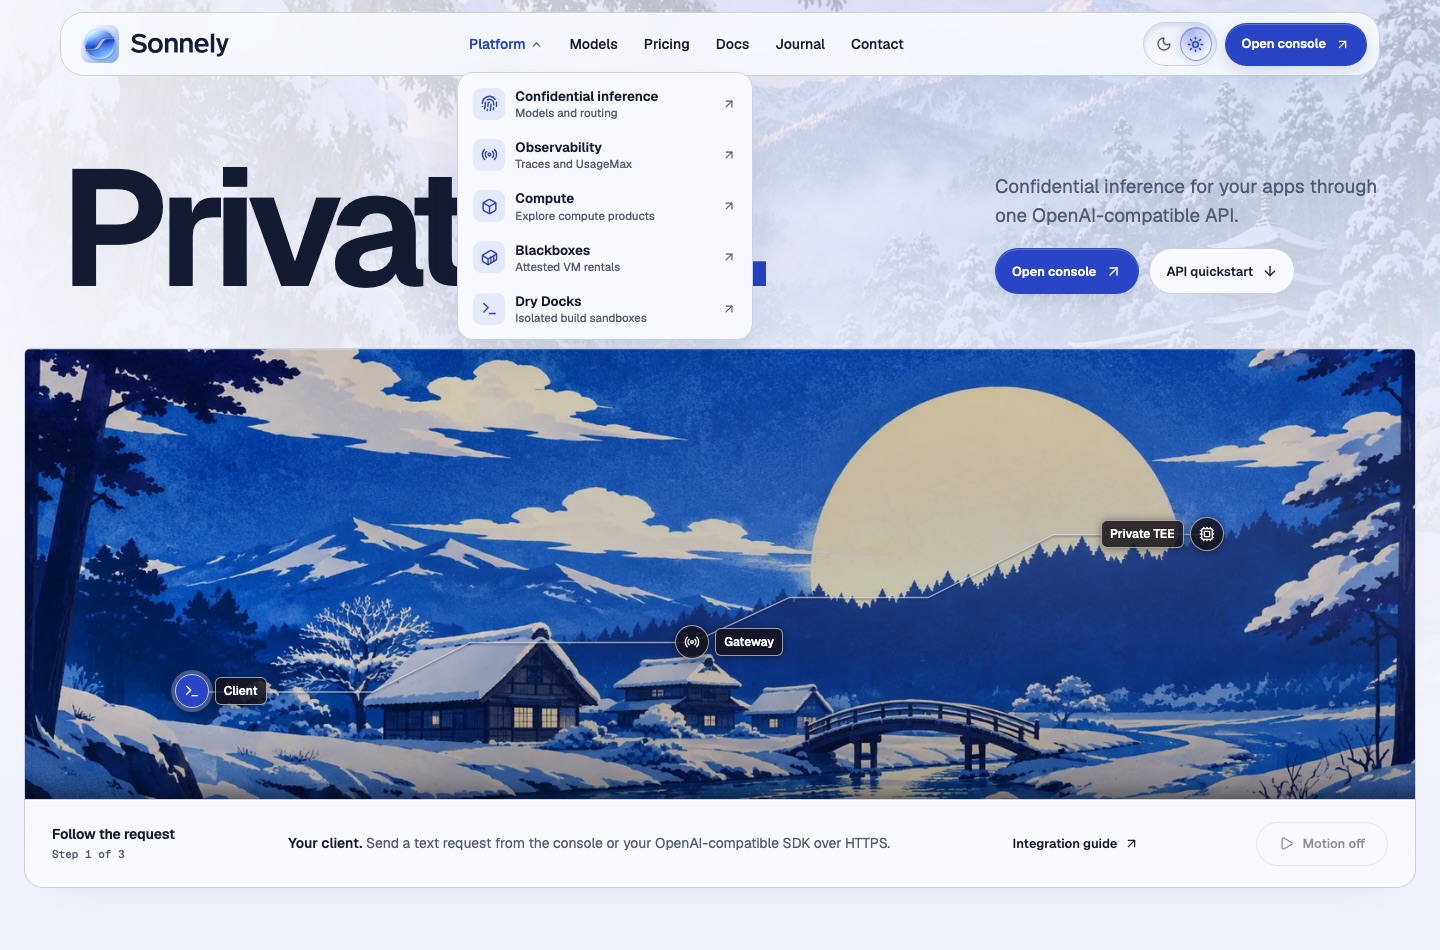 Sonnely
Platform
Models
Pricing
Docs
Journal
Contact
Open console
Confidential inference
Models and routing
Observability
Traces and UsageMax
Compute
Explore compute products
Blackboxes
Attested VM rentals
Dry Docks
Isolated build sandboxes
Privat
Confidential inference for your apps through
one OpenAI-compatible API.
Open console
API quickstart
Private TEE
Gateway
Client
Follow the request
Step 1 of 3
Your client. Send a text request from the console or your OpenAI-compatible SDK over HTTPS.
Integration guide
Motion off